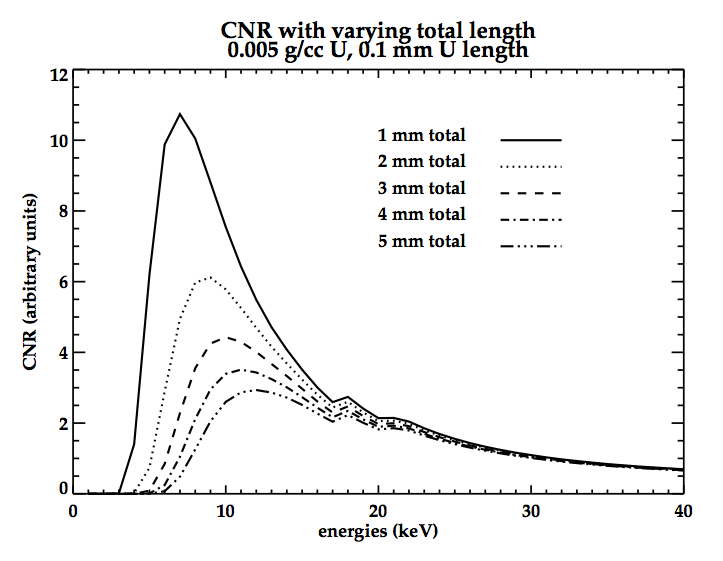 CNR with varying total length
0.005 g/cc U, 0.1 mm U length
12
10
8
6
4
2
0
CNR (arbitrary units)
1 mm total
2 mm total
3 mm total
4 mm total
5 mm total
0 10 20 30 40
energies (keV)